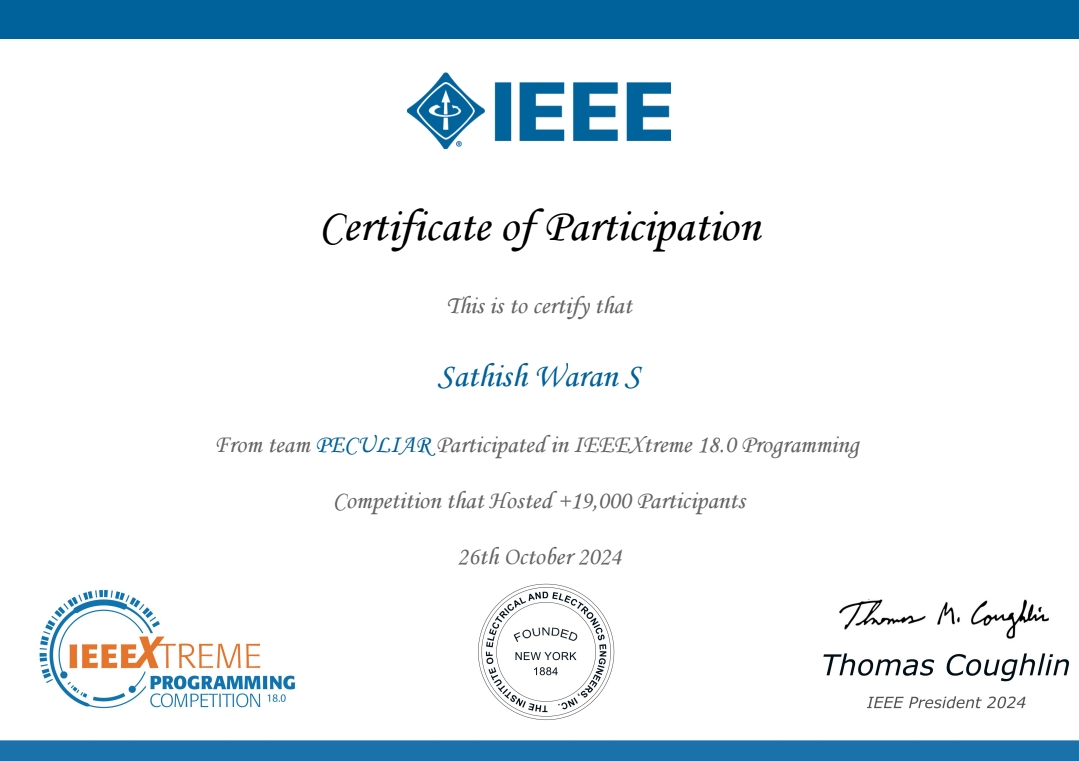 IEEE
®
Certificate of Participation
This is to certify that
Sathish Waran S
From team PECULIAR Participated in IEEEXtreme 18.0 Programming
Competition that Hosted +19,000 Participants
26th October 2024
IEEEXTREME
PROGRAMMING
COMPETITION 18.0
THE INSTITUTE OF ELECTRICAL AND ELECTRONICS ENGINEERS, INC.
FOUNDED
NEW YORK
1884
Thomas M. Coughlin
Thomas Coughlin
IEEE President 2024